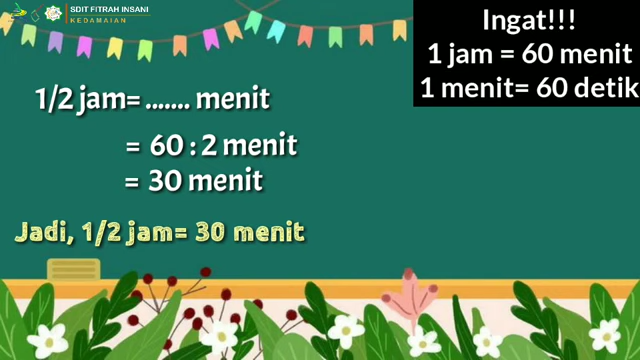 SDIT FITRAH INSANI
KEDAMAIAN
Ingat!!!
1 jam = 60 menit
1 menit= 60 detik
1/2 jam= ....... menit
= 60 : 2 menit
= 30 menit
Jadi, 1/2 jam= 30 menit